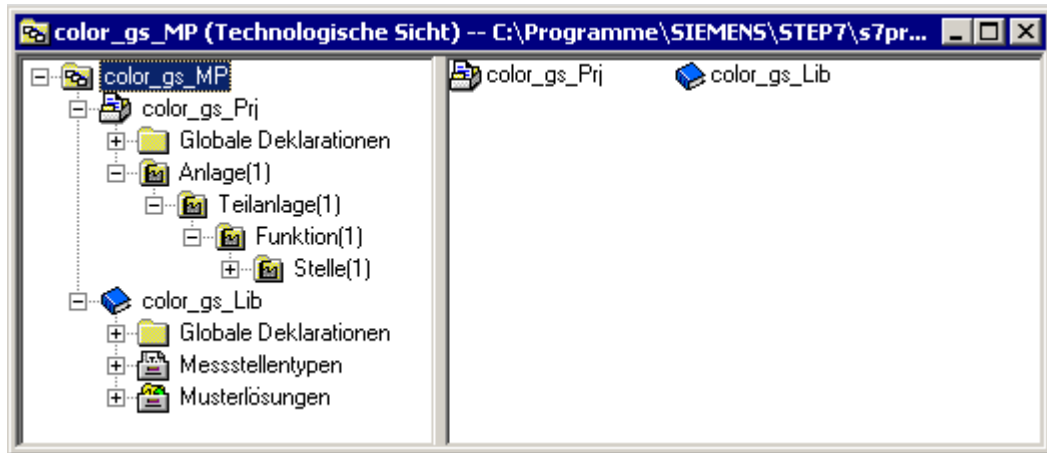 color_gs_MP (Technologische Sicht) -- C:\Programme\SIEMENS\STEP7\s7pr...
color_gs_MP
color_gs_Prj
Globale Deklarationen
Anlage(1)
Teilanlage(1)
Funktion(1)
Stelle(1)
color_gs_Lib
Globale Deklarationen
Messstellentypen
Musterlösungen
color_gs_Prj color_gs_Lib